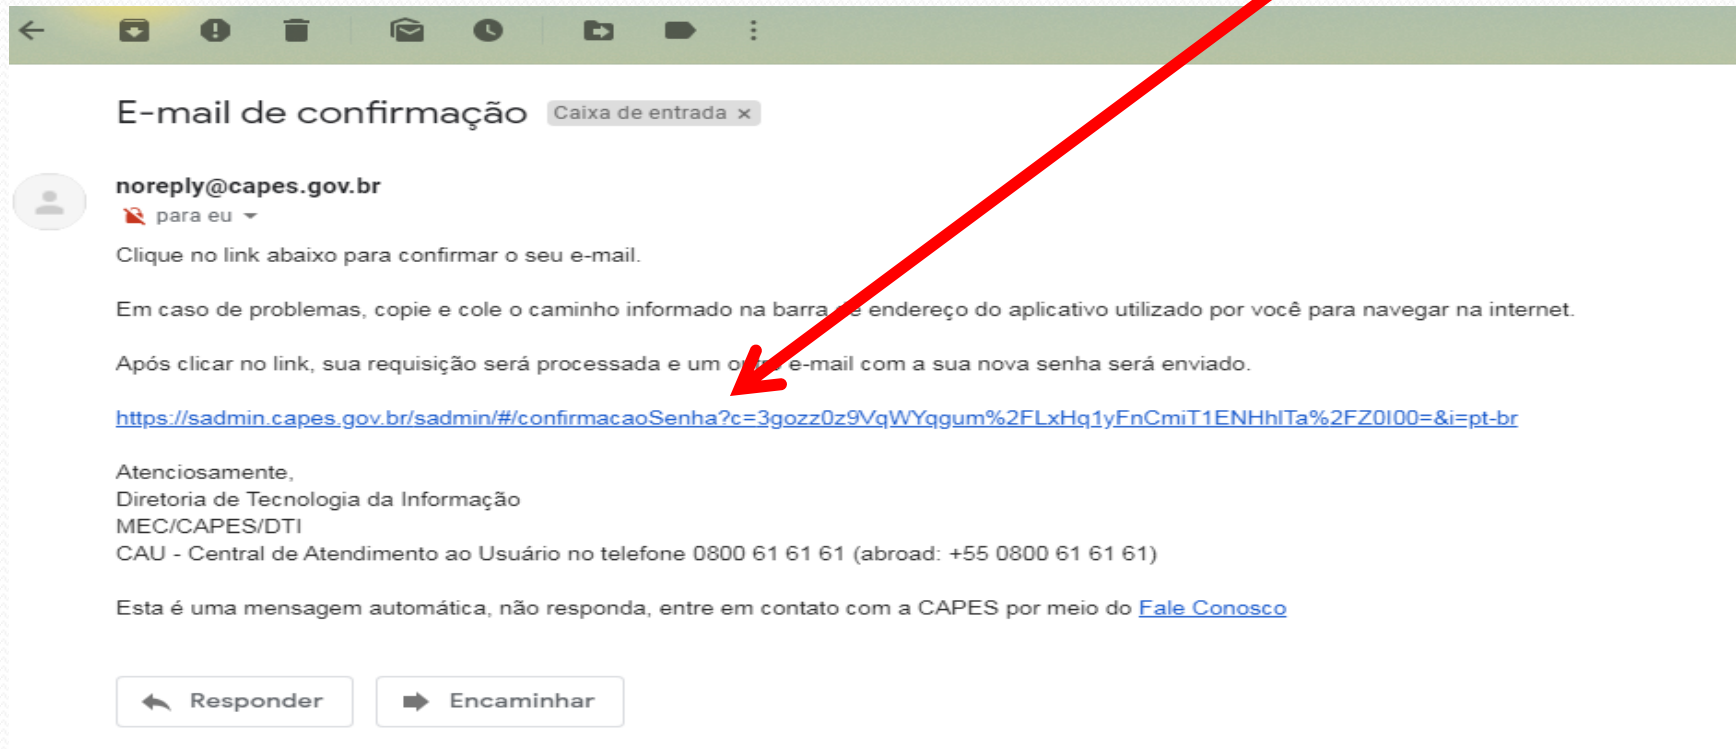 E-mail de confirmação Caixa de entrada ×
noreply@capes.gov.br
para eu
Clique no link abaixo para confirmar o seu e-mail.
Em caso de problemas, copie e cole o caminho informado na barra de endereço do aplicativo utilizado por você para navegar na internet.
Após clicar no link, sua requisição será processada e um outro e-mail com a sua nova senha será enviado.
https://sadmin.capes.gov.br/sadmin/#/confirmacaoSenha?c=3gozz0z9VqWYqgum%2FLxHq1yFnCmiT1ENHhITa%2FZ0I00=&i=pt-br
Atenciosamente,
Diretoria de Tecnologia da Informação
MEC/CAPES/DTI
CAU - Central de Atendimento ao Usuário no telefone 0800 61 61 61 (abroad: +55 0800 61 61 61)
Esta é uma mensagem automática, não responda, entre em contato com a CAPES por meio do Fale Conosco
Responder
Encaminhar